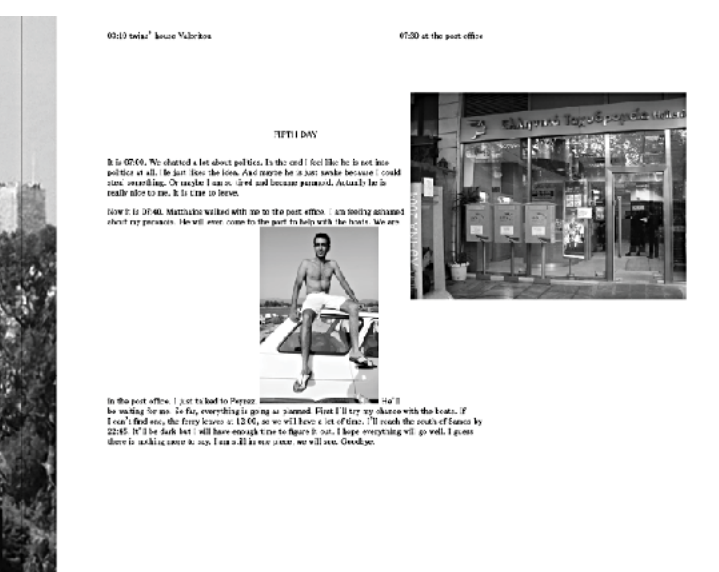 03:10 twins' house Valaritou
07:30 at the post office
FIFTH DAY
It is 07:00. We chatted a lot about politics. In the end I feel like he is not into
politics at all. He just likes the idea. And maybe he is just awake because I could
steal something. Or maybe I am so tired and became paranoid. Actually he is
really nice to me. It is time to leave.
Now it is 07:40. Matthaios walked with me to the post office. I am feeling ashamed
about my paranoia. He will even come to the port to help with the boats. We are
in the post office. I just talked to
He'll
be waiting for me. So far, everything is going as planned. First I'll try my chance with the boats. If
I can't find one, the ferry leaves at 12:00, so we will have a lot of time. I'll reach the south of Samos by
22:45. It'll be dark but I will have enough time to figure it out. I hope everything will go well. I guess
there is nothing more to say. I am still in one piece, we will see. Goodbye.
Ελληνικά Ταχυδρομεία